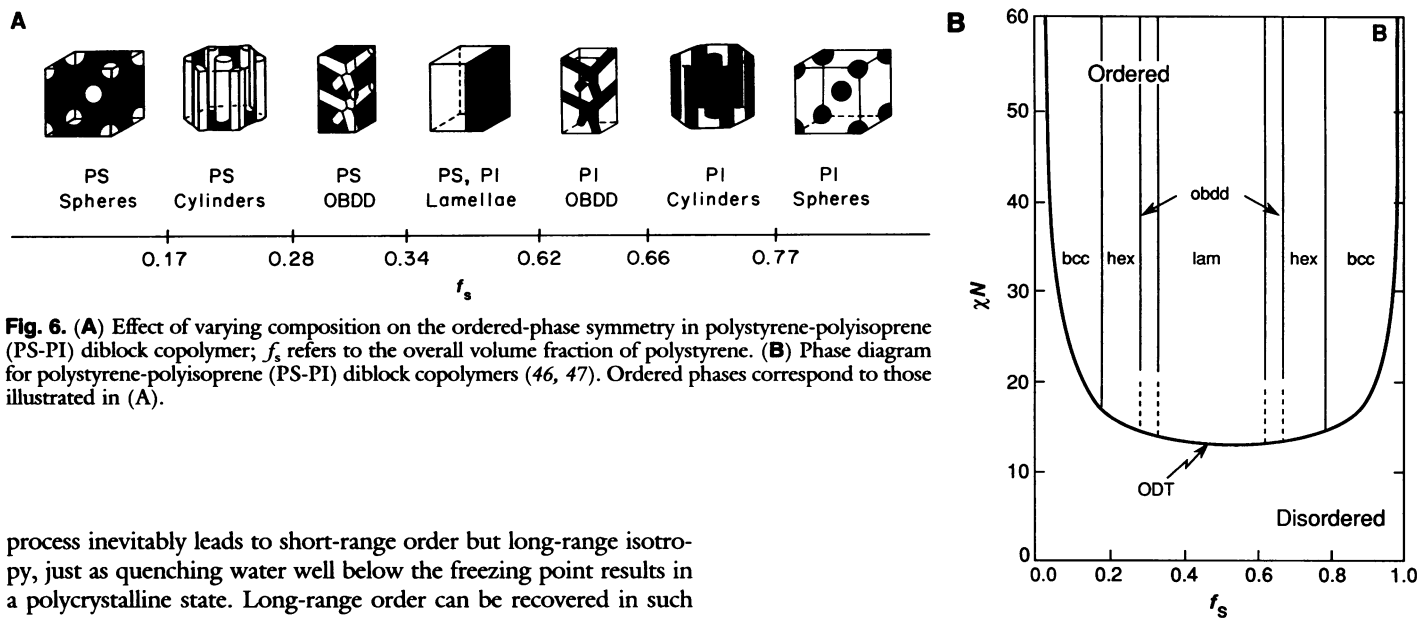 A
PS
Spheres
PS
Cylinders
PS
OBDD
PS, PI
Lamellae
PI
OBDD
PI
Cylinders
PI
Spheres
0.17 0.28 0.34 0.62 0.66 0.77
fs
Fig. 6. (A) Effect of varying composition on the ordered-phase symmetry in polystyrene-polyisoprene
(PS-PI) diblock copolymer; fs refers to the overall volume fraction of polystyrene. (B) Phase diagram
for polystyrene-polyisoprene (PS-PI) diblock copolymers (46, 47). Ordered phases correspond to those
illustrated in (A).
process inevitably leads to short-range order but long-range isotro-
py, just as quenching water well below the freezing point results in
a polycrystalline state. Long-range order can be recovered in such
B
B
60
50
40
30
20
10
0
χN
Ordered
obdd
bcc hex lam hex bcc
ODT
Disordered
0.0 0.2 0.4 0.6 0.8 1.0
fS